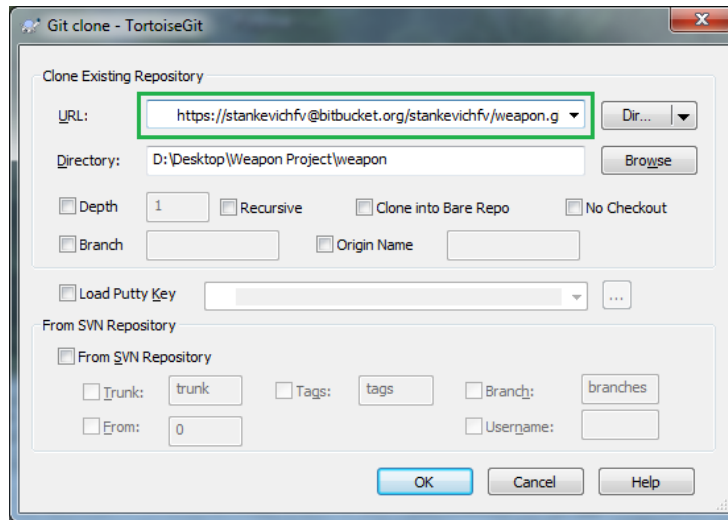 Git clone - TortoiseGit
Clone Existing Repository
URL: https://stankevichfv@bitbucket.org/stankevichfv/weapon.g Dir...
Directory: D:\Desktop\Weapon Project\weapon Browse
Depth 1 Recursive Clone into Bare Repo No Checkout
Branch Origin Name
Load Putty Key ...
From SVN Repository
From SVN Repository
Trunk: trunk Tags: tags Branch: branches
From: 0 Username:
OK Cancel Help